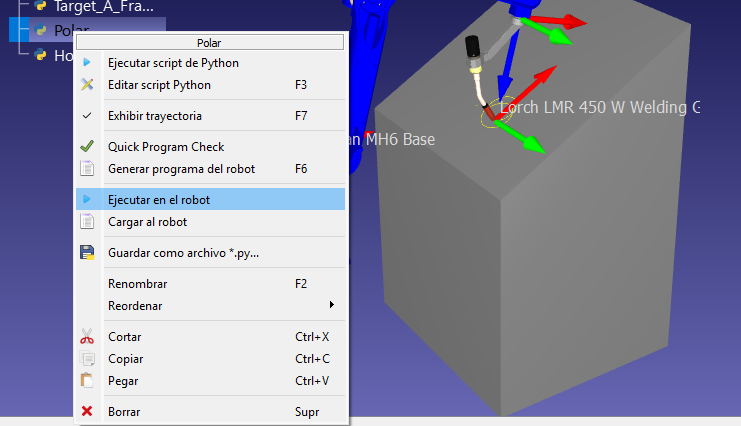 Target_A_Fra...
Polar
Ho
Polar
Ejecutar script de Python
Editar script Python F3
Exhibir trayectoria F7
Quick Program Check
Generar programa del robot F6
Ejecutar en el robot
Cargar al robot
Guardar como archivo *.py...
Renombrar F2
Reordenar
Cortar Ctrl+X
Copiar Ctrl+C
Pegar Ctrl+V
Borrar Supr
Lorch LMR 450 W Welding G
an MH6 Base